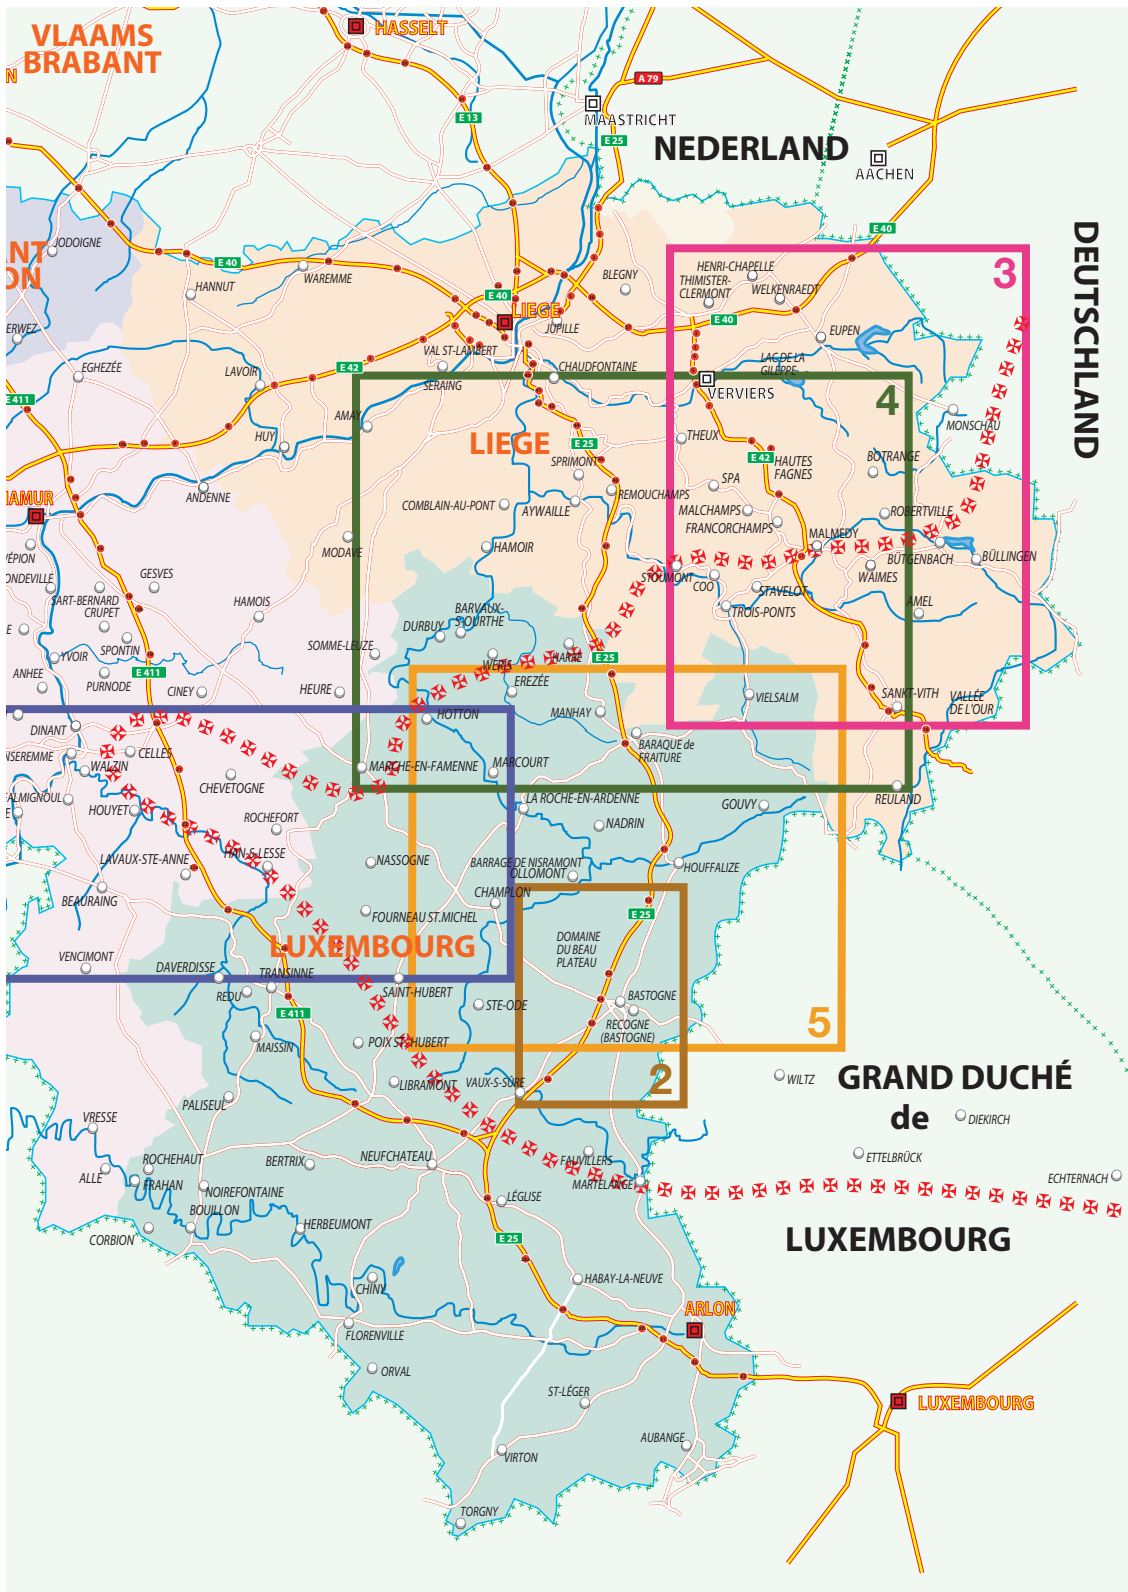 VLAAMS
BRABANT
HASSELT
A 79
E 13
MAASTRICHT
E 25
NEDERLAND
AACHEN
E 40
DEUTSCHLAND
JODOIGNE
E 40
WAREMME
HANNUT
BLEGNY
HENRI-CHAPELLE
THIMISTER-
CLERMONT
WELKENRAEDT
3
E 40
LIEGE
JUPILLE
E 40
EUPEN
ERWEZ
VAL ST-LAMBERT
SERAING
CHAUDFONTAINE
LAC DE LA
GILEPPE
EGHEZÉE
LAVOIR
E 42
VERVIERS
4
E 411
AMAY
HUY
LIEGE
E 25
THEUX
MONSCHAU
SPRIMONT
E 42
HAUTES
FAGNES
BOTRANGE
NAMUR
ANDENNE
COMBLAIN-AU-PONT
AYWAILLE
REMOUCHAMPS
SPA
MALCHAMPS
FRANCORCHAMPS
ROBERTVILLE
MODAVE
HAMOIR
MALMEDY
ÉPION
ONDEVILLE
GESVES
STOUMONT
COO
STAVELOT
WAIMES
BÜTGENBACH
BÜLLINGEN
SART-BERNARD
CRUPET
HAMOIS
BARVAUX-
S'OURTHE
DURBUY
TROIS-PONTS
AMEL
SPONTIN
YVOIR
SOMME-LEUZE
WERIS
HARRE
E 25
ANHEE
PURNODE
E 411
CINEY
HEURE
EREZÉE
MANHAY
VIELSALM
SANKT-VITH
VALLÉE
DE L'OUR
HOTTON
DINANT
NSEREMME
CELLES
WALZIN
CHEVETOGNE
MARCHE-EN-FAMENNE
MARCOURT
BARAQUE de
FRAITURE
ALMIGNOUL
HOUYET
ROCHEFORT
LA ROCHE-EN-ARDENNE
NADRIN
GOUVY
REULAND
LAVAUX-STE-ANNE
HAN-S-LESSE
NASSOGNE
BARRAGE DE NISRAMONT
OLLOMONT
HOUFFALIZE
BEAURAING
CHAMPLON
FOURNEAU ST.MICHEL
E 25
LUXEMBOURG
DOMAINE
DU BEAU
PLATEAU
VENCIMONT
DAVERDISSE
TRANSINNE
REDU
SAINT-HUBERT
STE-ODE
BASTOGNE
RECOGNE
(BASTOGNE)
5
E 411
MAISSIN
POIX ST-HUBERT
LIBRAMONT
VAUX-S-SÛRE
2
WILTZ
GRAND DUCHÉ
de
DIEKIRCH
PALISEUL
VRESSE
ETTELBRÜCK
ROCHEHAUT
ALLE
FRAHAN
BERTRIX
NEUFCHATEAU
FAUVILLERS
MARTELANGE
ECHTERNACH
NOIREFONTAINE
BOUILLON
LÉGLISE
CORBION
HERBEUMONT
E 25
LUXEMBOURG
CHINY
HABAY-LA-NEUVE
ARLON
FLORENVILLE
ORVAL
ST-LÉGER
LUXEMBOURG
AUBANGE
VIRTON
TORGNY